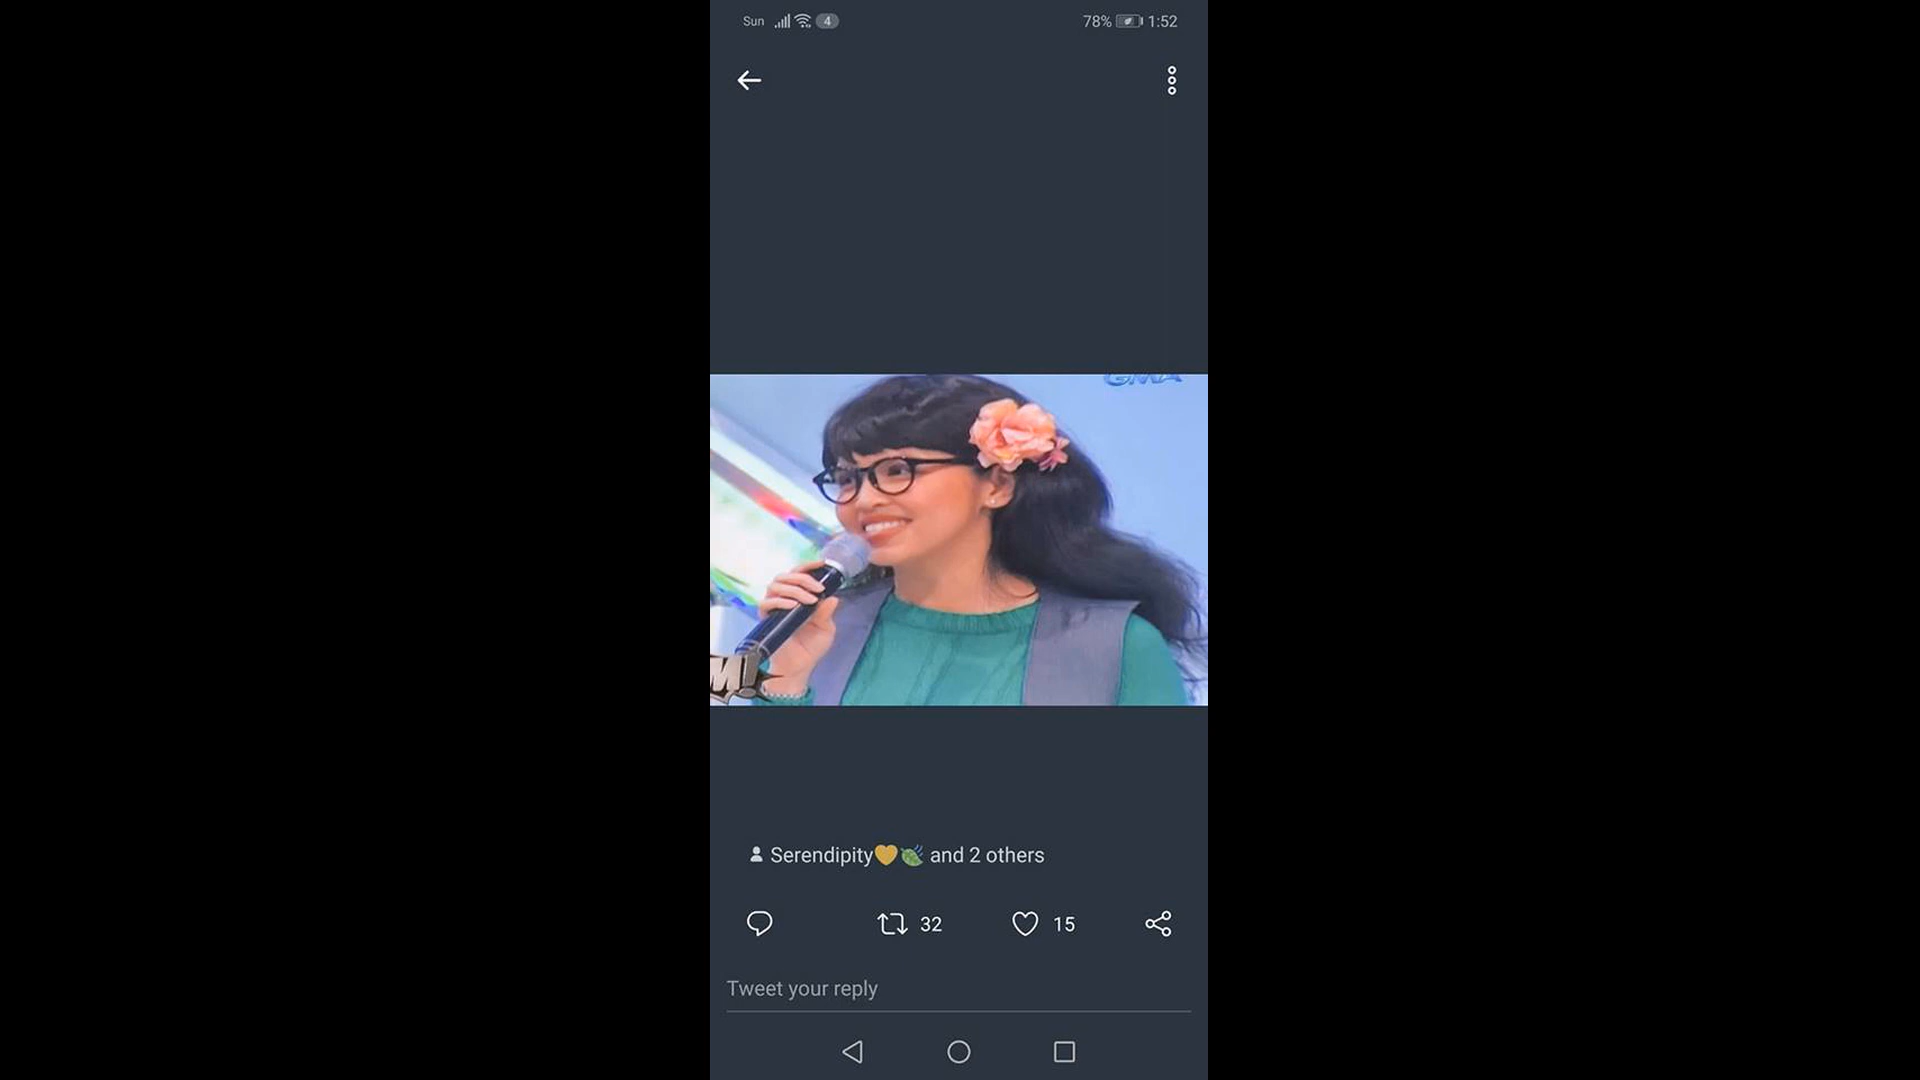 Sun 4 78% 1:52
GMA
M!
Serendipity💛🍃 and 2 others
32 15
Tweet your reply